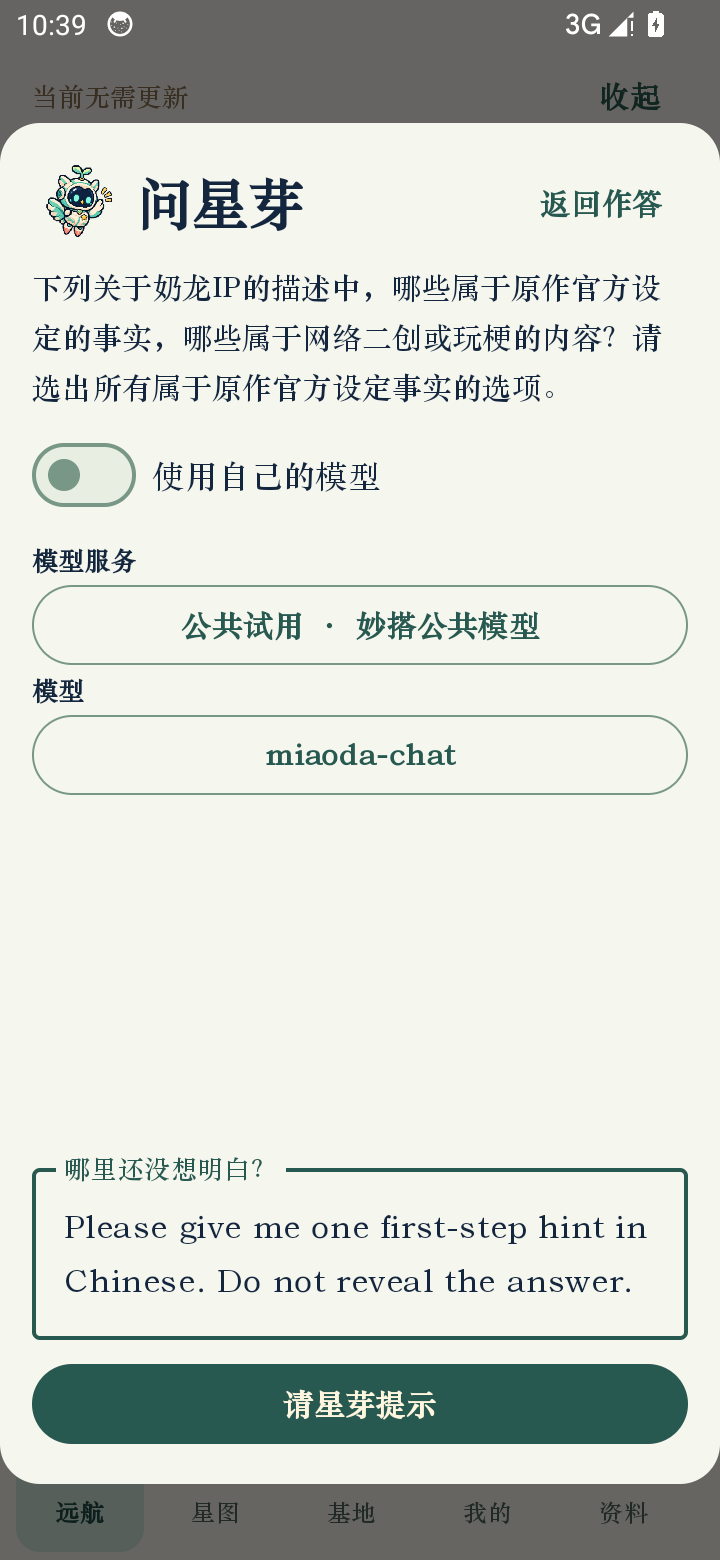 10:39
3G
当前无需更新
收起
问星芽
返回作答
下列关于奶龙IP的描述中，哪些属于原作官方设
定的事实，哪些属于网络二创或玩梗的内容？请
选出所有属于原作官方设定事实的选项。
使用自己的模型
模型服务
公共试用 · 妙搭公共模型
模型
miaoda-chat
哪里还没想明白？
Please give me one first-step hint in
Chinese. Do not reveal the answer.
请星芽提示
远航
星图
基地
我的
资料